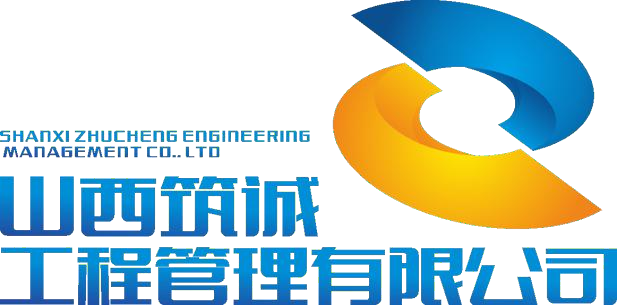 SHANXI ZHUCHENG ENGINEERING
MANAGEMENT CO., LTD
山西筑诚
工程管理有限公司